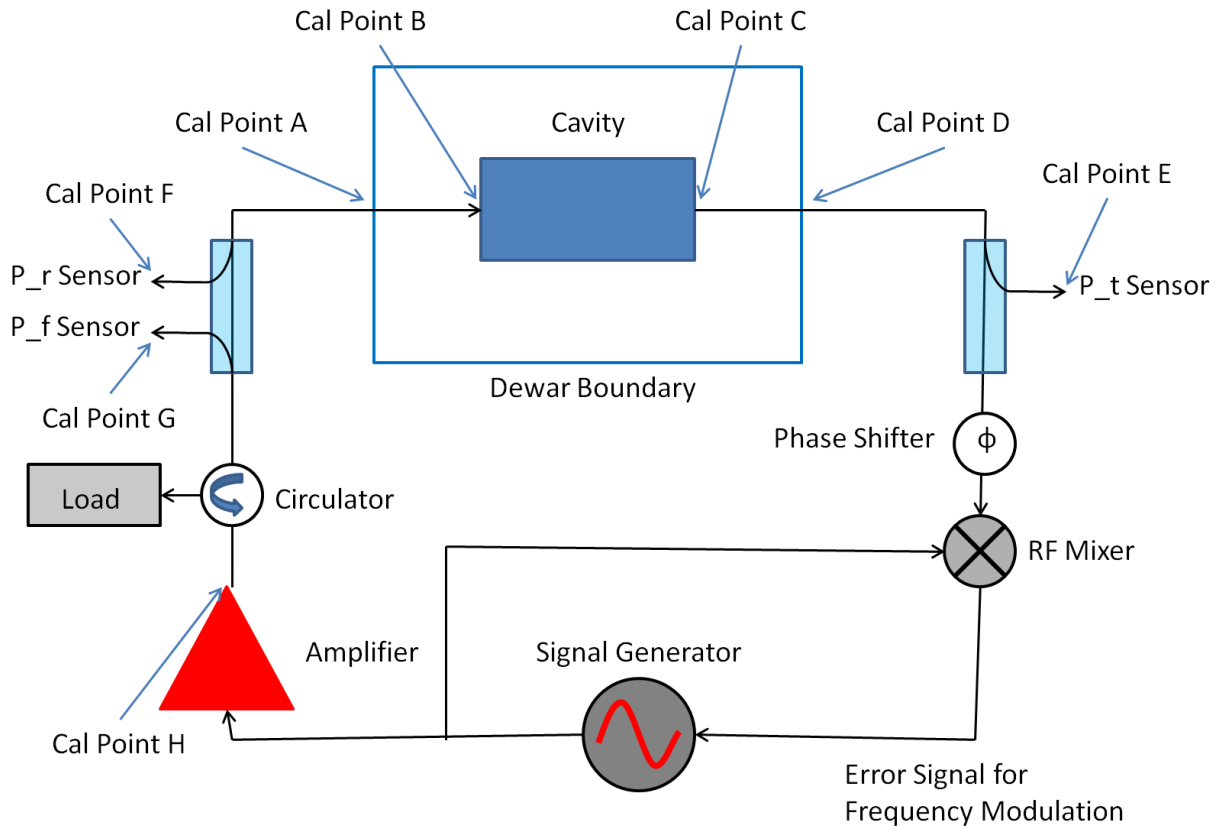 Cal Point B
Cal Point C
Cal Point A
Cavity
Cal Point D
Cal Point E
Cal Point F
P_r Sensor
P_t Sensor
P_f Sensor
Dewar Boundary
Cal Point G
Phase Shifter
ϕ
Load
Circulator
RF Mixer
Amplifier
Signal Generator
Cal Point H
Error Signal for
Frequency Modulation